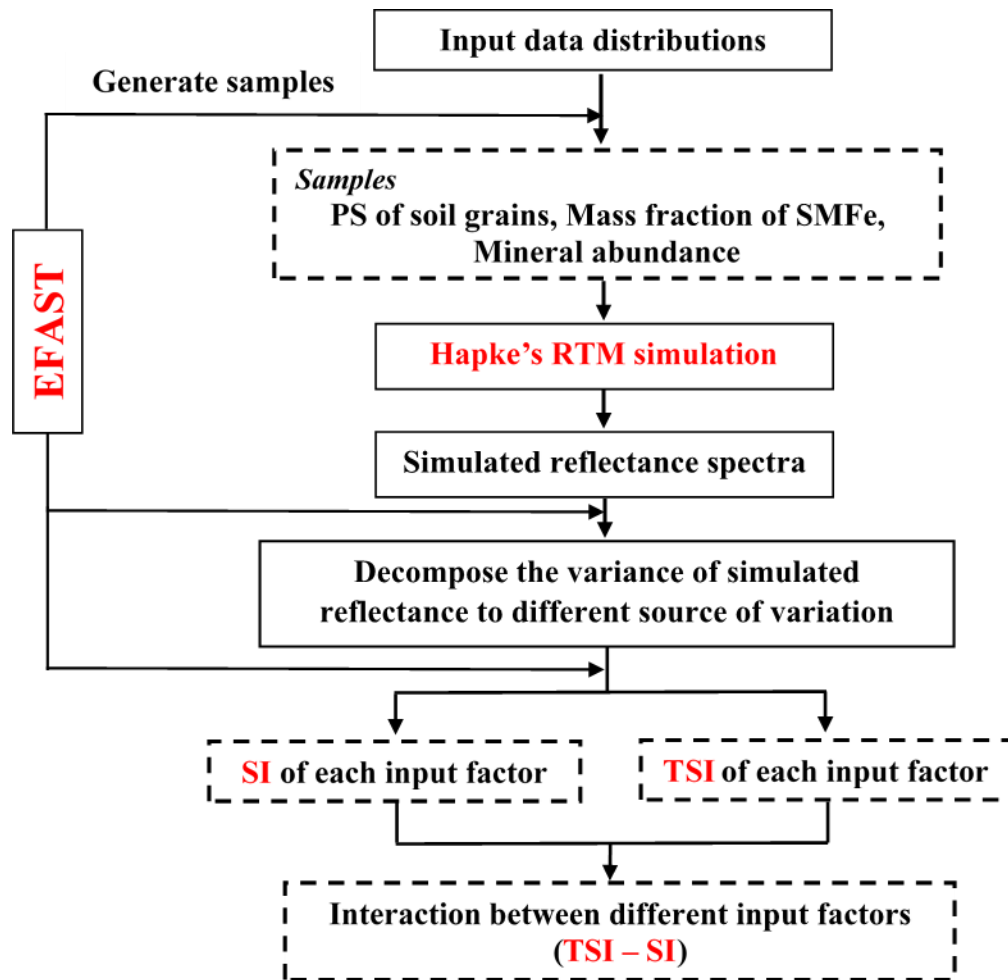 Input data distributions
Generate samples
Samples
PS of soil grains, Mass fraction of SMFe,
Mineral abundance
EFAST
Hapke’s RTM simulation
Simulated reflectance spectra
Decompose the variance of simulated
reflectance to different source of variation
SI of each input factor
TSI of each input factor
Interaction between different input factors
(TSI – SI)